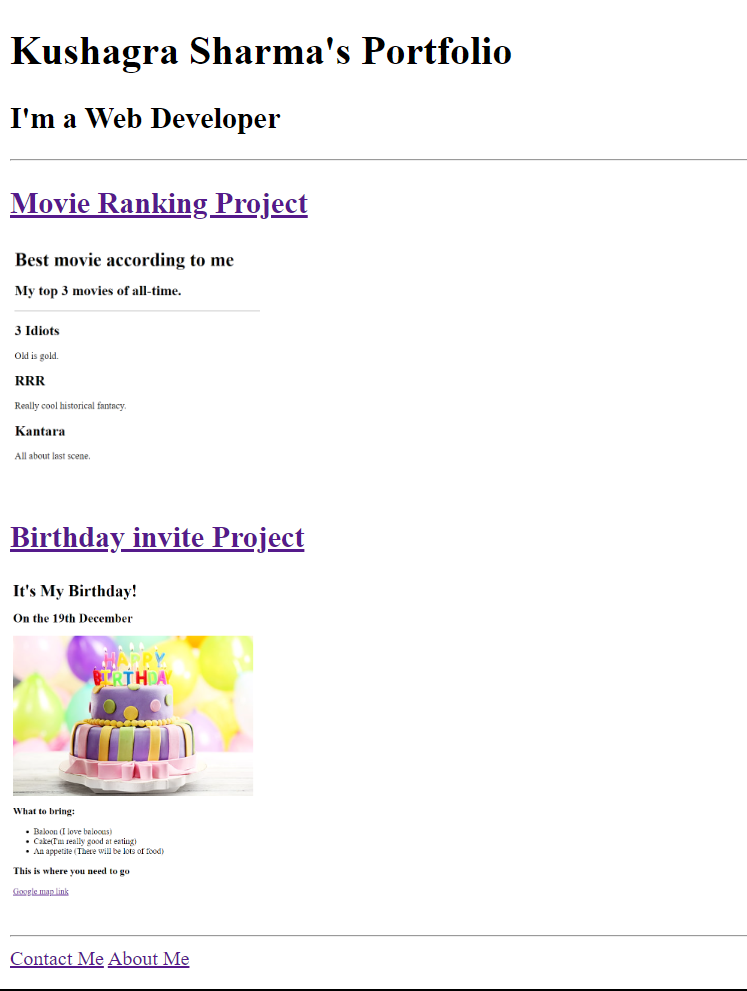 Kushagra Sharma's Portfolio
I'm a Web Developer
Movie Ranking Project
Best movie according to me
My top 3 movies of all-time.
3 Idiots
Old is gold.
RRR
Really cool historical fantacy.
Kantara
All about last scene.
Birthday invite Project
It's My Birthday!
On the 19th December
HAPPY
BIRTHDAY
What to bring:
Baloon (I love baloons)
Cake(I'm really good at eating)
An appetite (There will be lots of food)
This is where you need to go
Google map link
Contact Me About Me